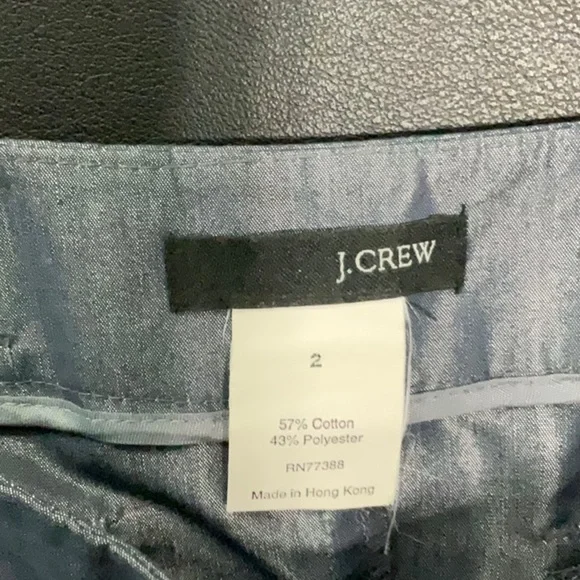 J.CREW
2
57% Cotton
43% Polyester
RN77388
Made in Hong Kong